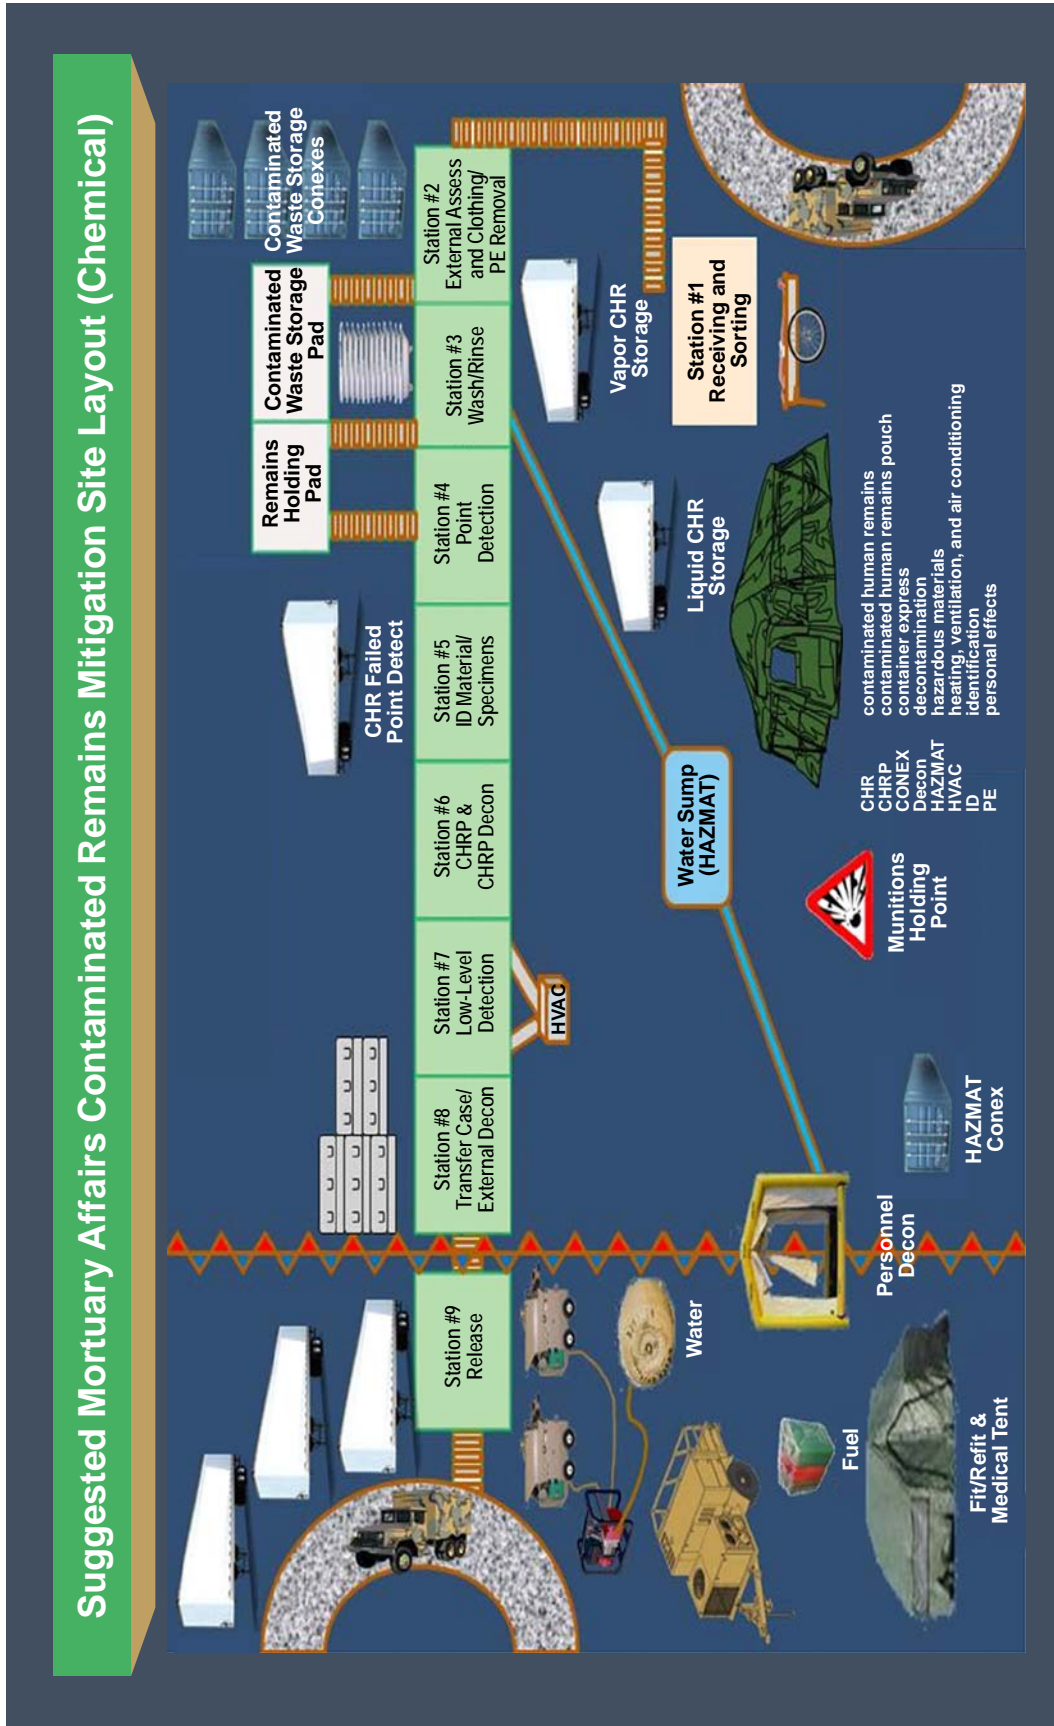 Suggested Mortuary Affairs Contaminated Remains Mitigation Site Layout (Chemical)
Contaminated
Waste Storage
Conexes
Remains
Holding
Pad
Contaminated
Waste Storage
Pad
CHR Failed
Point Detect
Station #9
Release
Station #8
Transfer Case/
External Decon
Station #7
Low-Level
Detection
Station #6
CHRP &
CHRP Decon
Station #5
ID Material/
Specimens
Station #4
Point
Detection
Station #3
Wash/Rinse
Station #2
External Assess
and Clothing/
PE Removal
HVAC
Vapor CHR
Storage
Liquid CHR
Storage
Water
Water Sump
(HAZMAT)
Station #1
Receiving and
Sorting
Fuel
Personnel
Decon
Munitions
Holding
Point
Fit/Refit &
Medical Tent
HAZMAT
Conex
CHR contaminated human remains
CHRP contaminated human remains pouch
CONEX container express
Decon decontamination
HAZMAT hazardous materials
HVAC heating, ventilation, and air conditioning
ID identification
PE personal effects